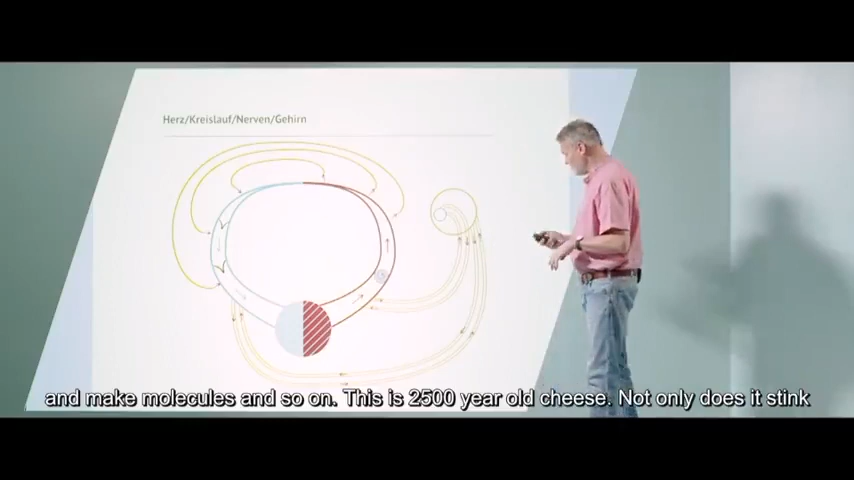 Herz/Kreislauf/Nerven/Gehirn
and make molecules and so on. This is 2500 year old cheese. Not only does it stink